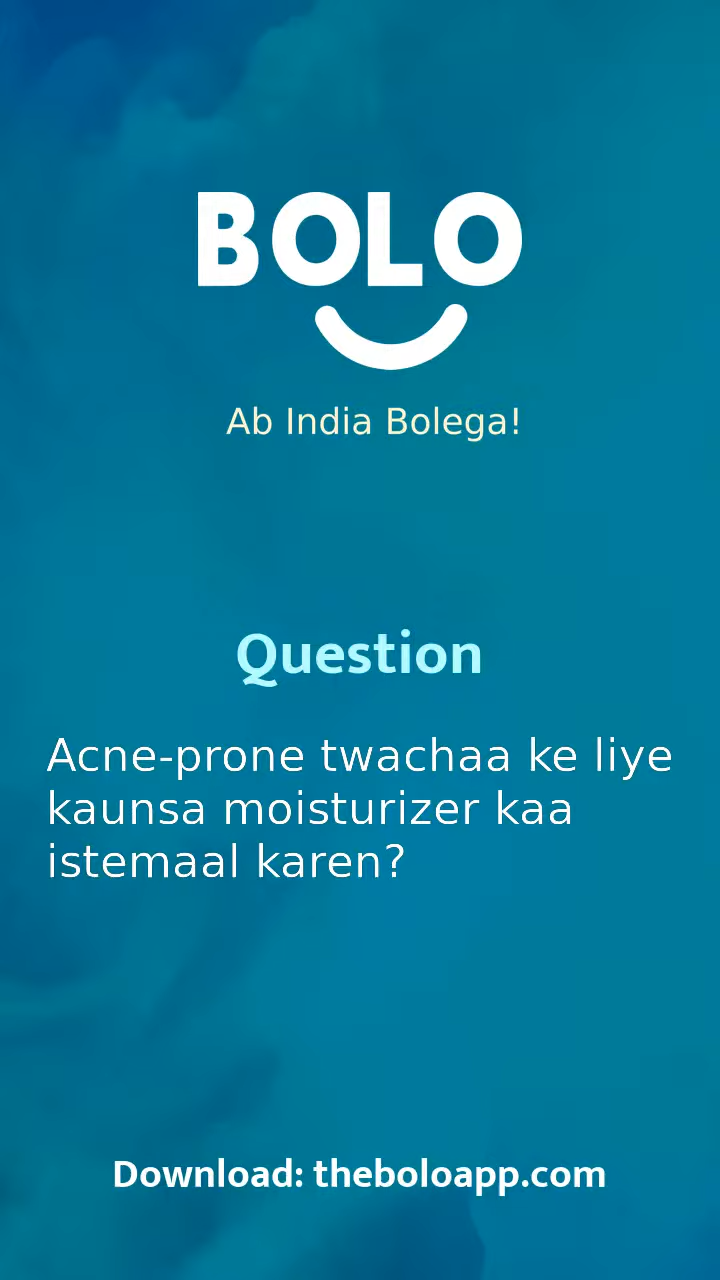 BOLO
Ab India Bolega!
Question
Acne-prone twachaa ke liye
kaunsa moisturizer kaa
istemaal karen?
Download: theboloapp.com